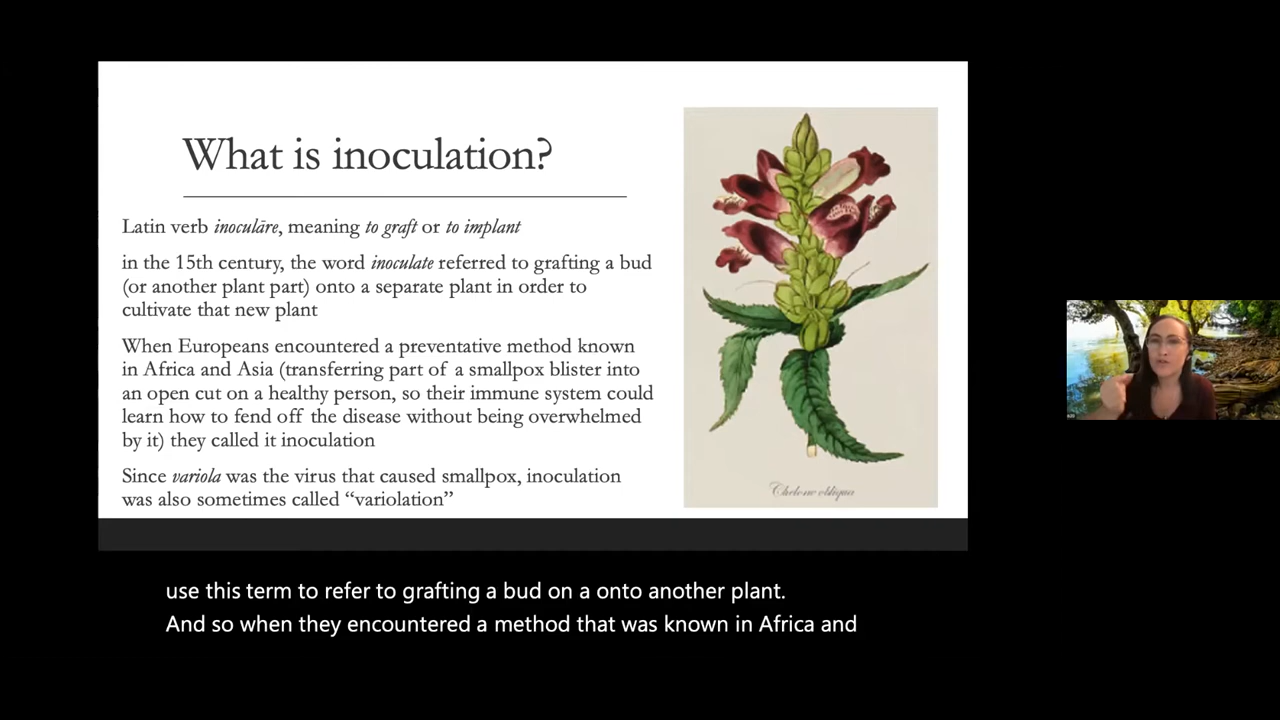 What is inoculation?
Latin verb inoculāre, meaning to graft or to implant
in the 15th century, the word inoculate referred to grafting a bud
(or another plant part) onto a separate plant in order to
cultivate that new plant
When Europeans encountered a preventative method known
in Africa and Asia (transferring part of a smallpox blister into
an open cut on a healthy person, so their immune system could
learn how to fend off the disease without being overwhelmed
by it) they called it inoculation
Since variola was the virus that caused smallpox, inoculation
was also sometimes called “variolation”
Chelone obliqua
use this term to refer to grafting a bud on a onto another plant.
And so when they encountered a method that was known in Africa and